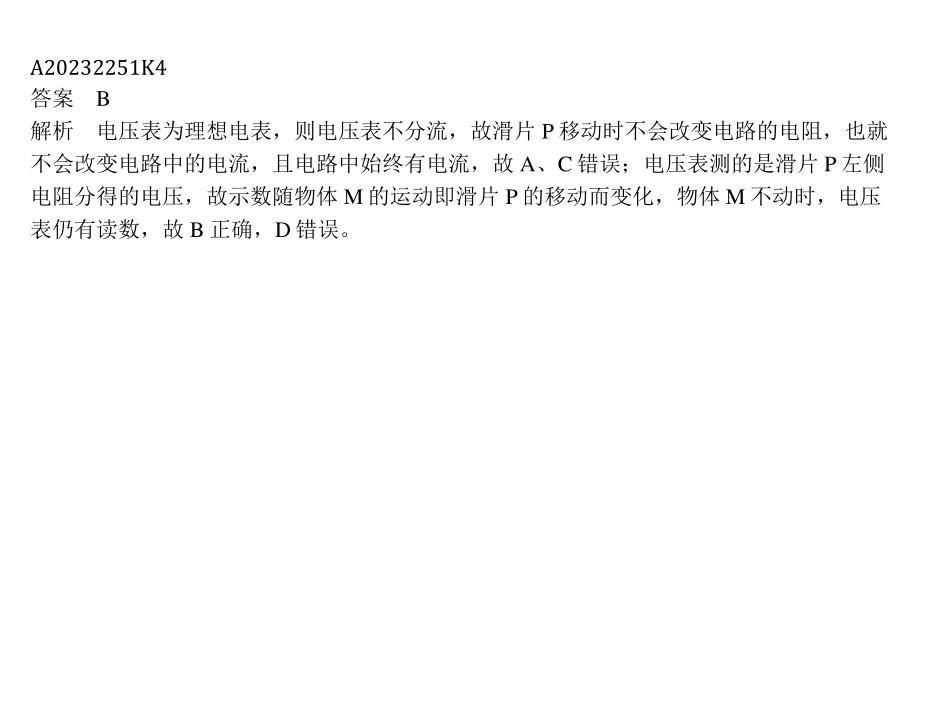 A20232251K4
答案　B
解析　电压表为理想电表，则电压表不分流，故滑片 P 移动时不会改变电路的电阻，也就
不会改变电路中的电流，且电路中始终有电流，故 A、C 错误；电压表测的是滑片 P 左侧
电阻分得的电压，故示数随物体 M 的运动即滑片 P 的移动而变化，物体 M 不动时，电压
表仍有读数，故 B 正确，D 错误。